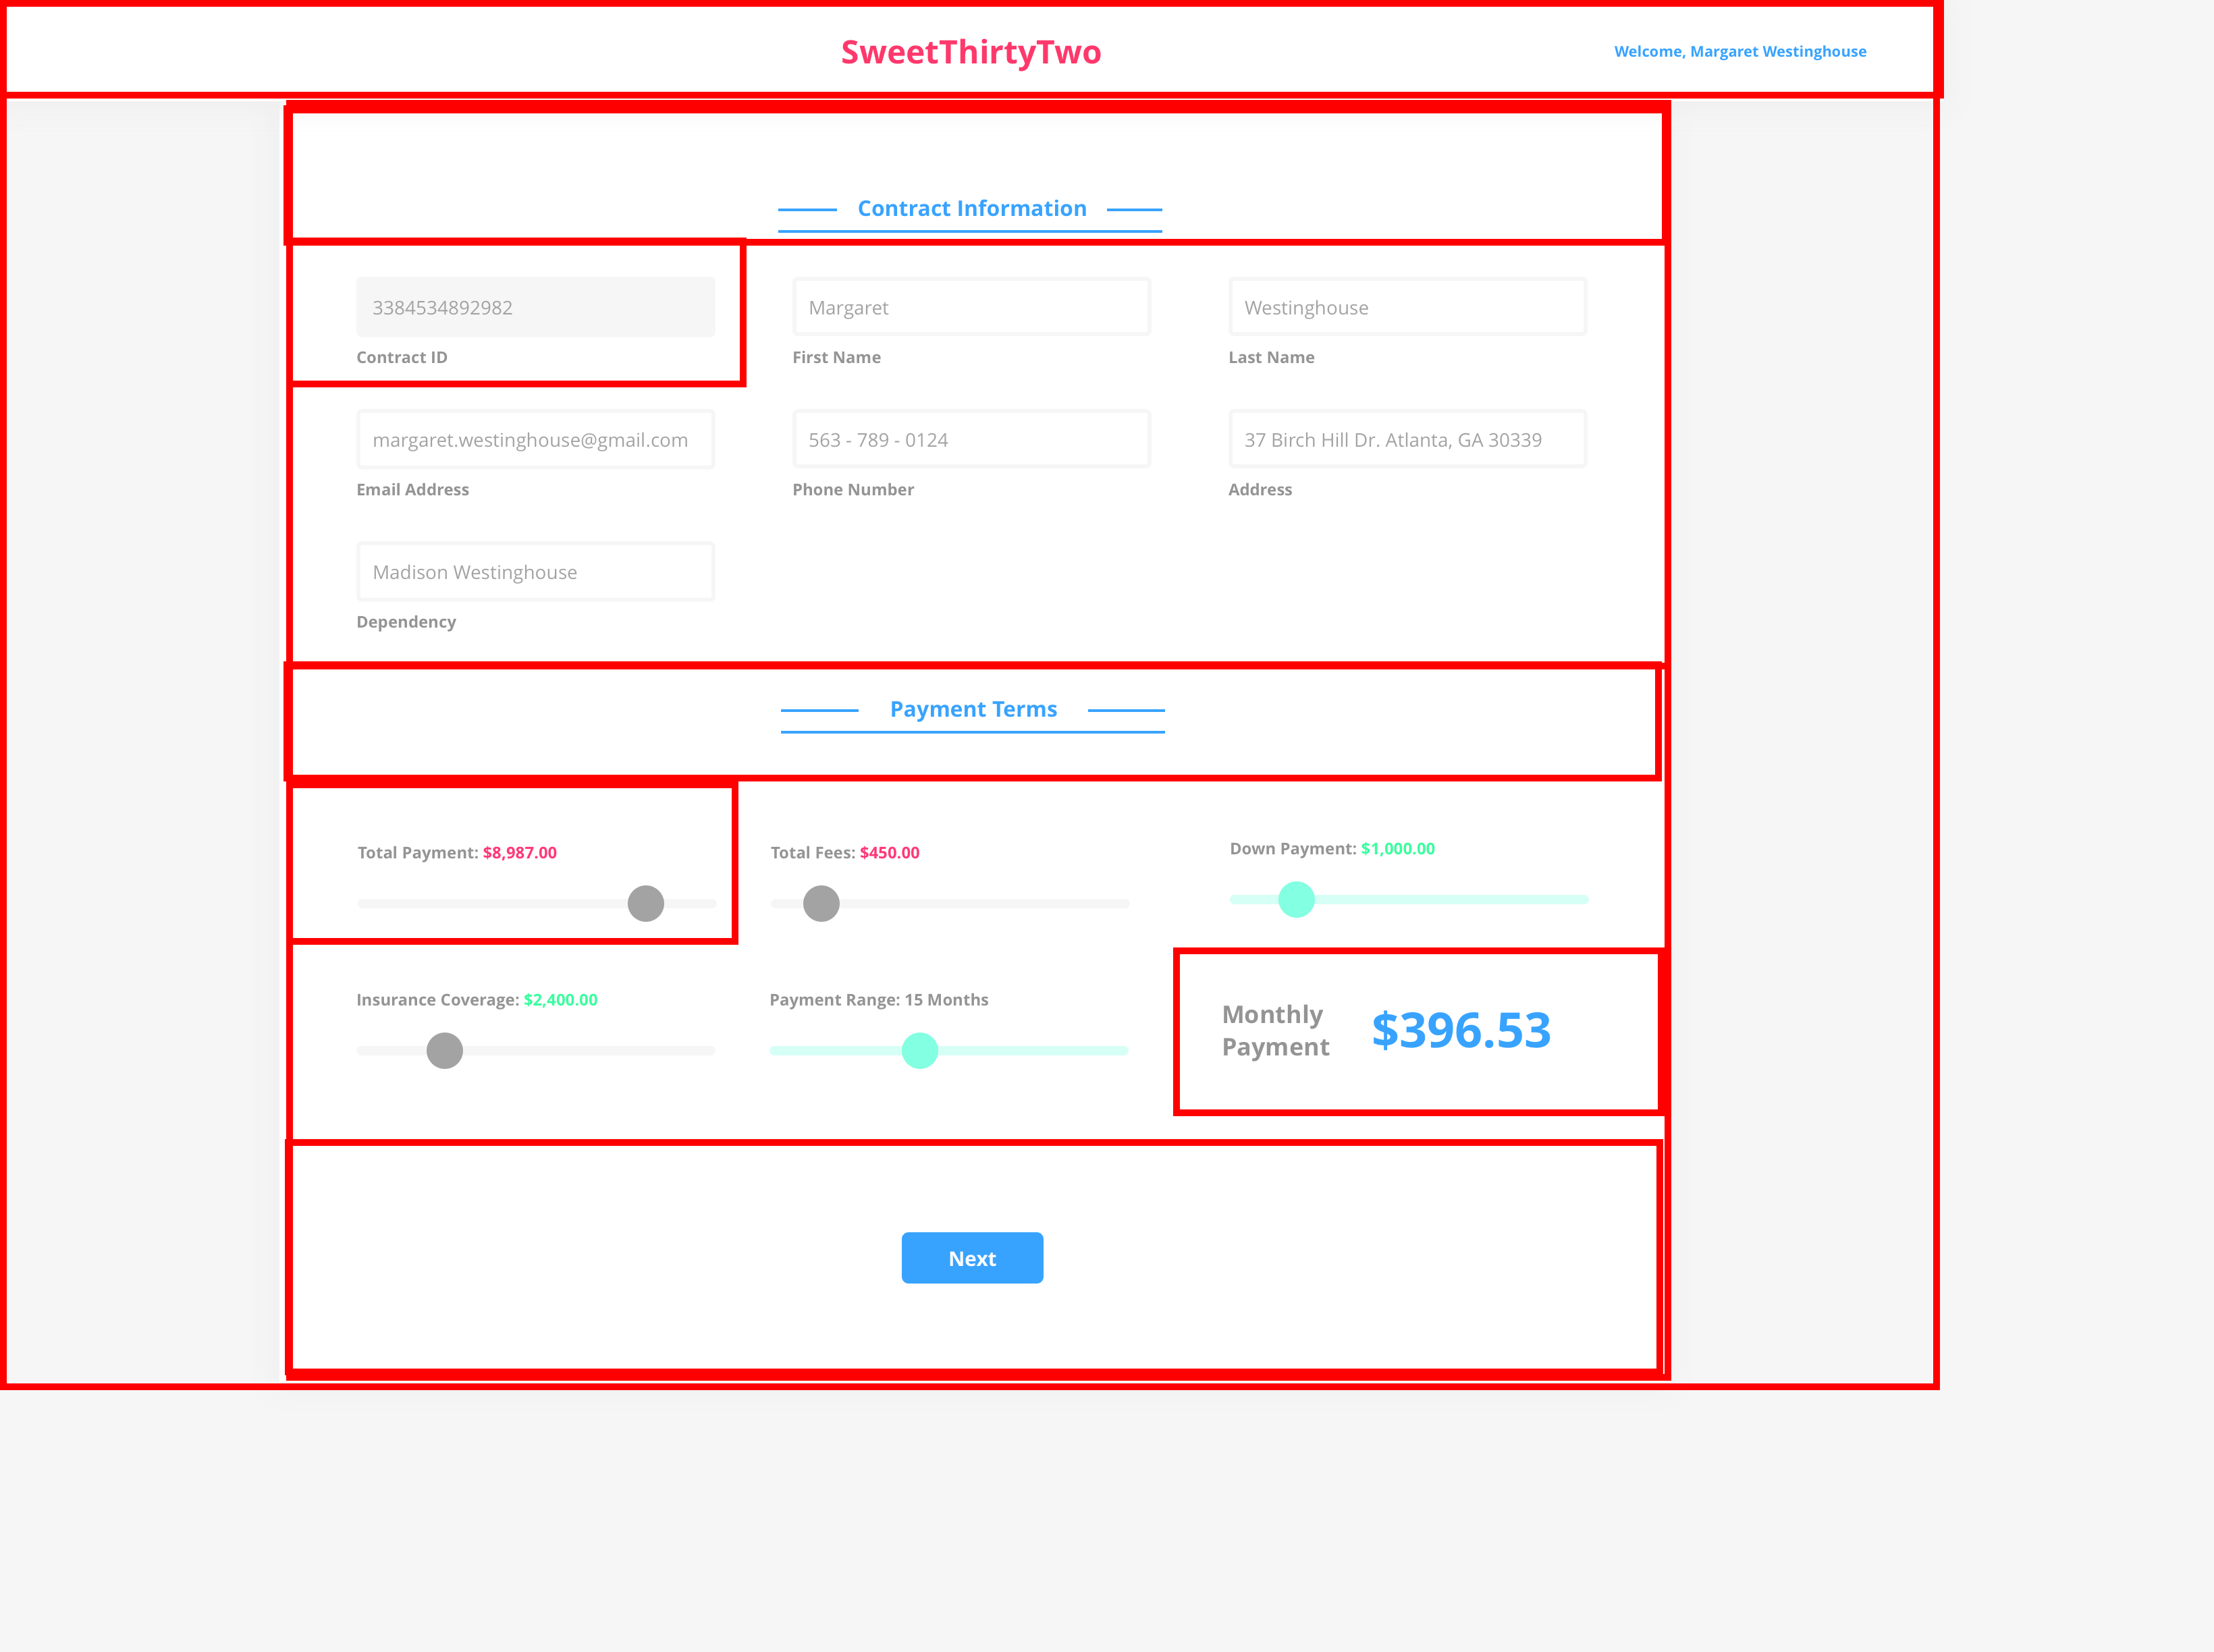 SweetThirtyTwo
Welcome, Margaret Westinghouse
Contract Information
3384534892982
Margaret
Westinghouse
Contract ID
First Name
Last Name
margaret.westinghouse@gmail.com
563 - 789 - 0124
37 Birch Hill Dr. Atlanta, GA 30339
Email Address
Phone Number
Address
Madison Westinghouse
Dependency
Payment Terms
Total Payment: $8,987.00
Total Fees: $450.00
Down Payment: $1,000.00
Insurance Coverage: $2,400.00
Payment Range: 15 Months
Monthly
Payment
$396.53
Next